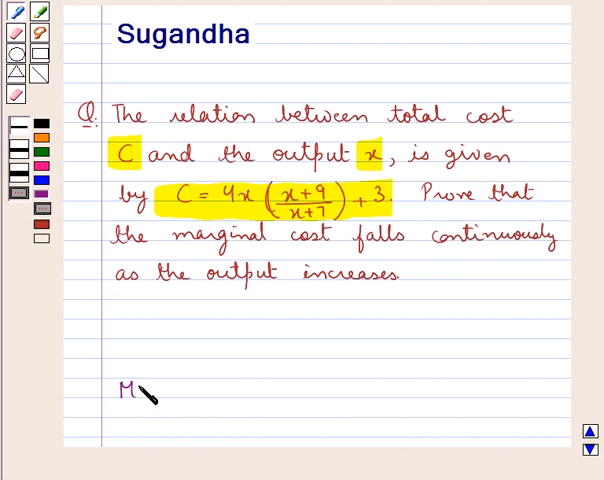 Sugandha
Q: The relation between total cost
C and the output x, is given
by C = 4x (x+9/x+7) + 3. Prove that
the marginal cost falls continuously
as the output increases.
M